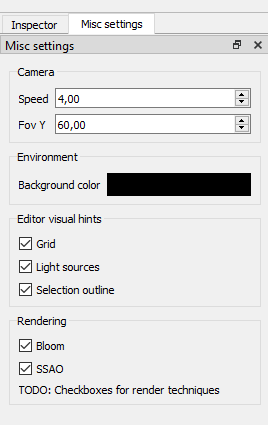 Inspector Misc settings
Misc settings
Camera
Speed 4,00
Fov Y 60,00
Environment
Background color
Editor visual hints
Grid
Light sources
Selection outline
Rendering
Bloom
SSAO
TODO: Checkboxes for render techniques